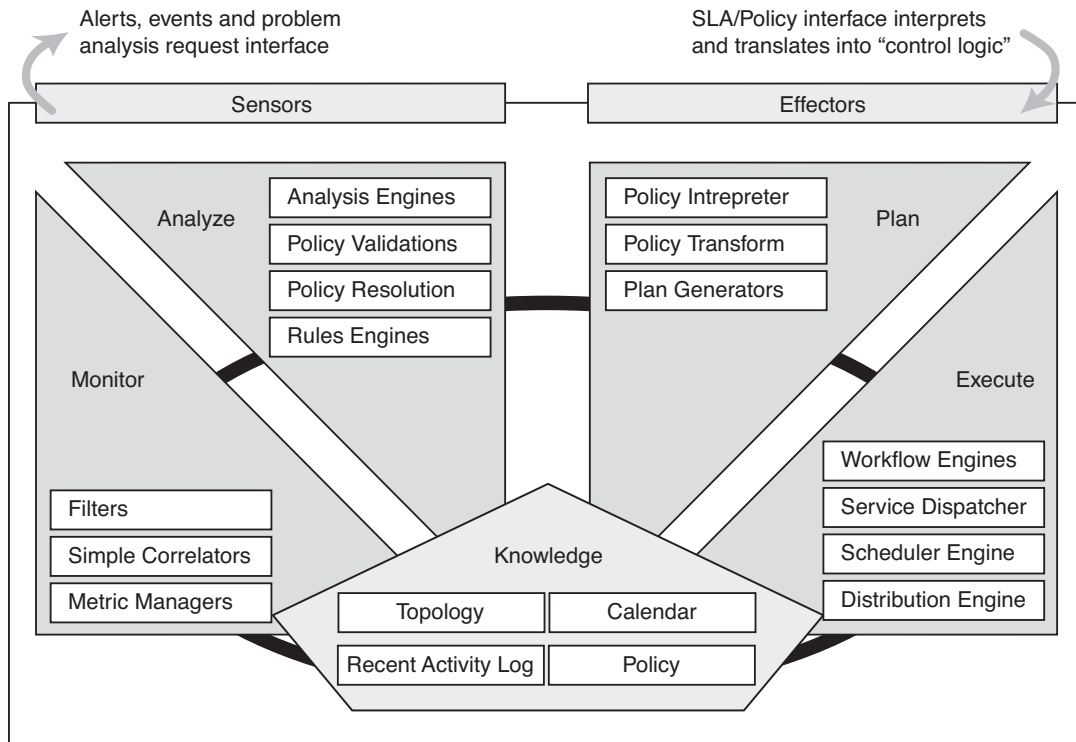 Alerts, events and problem
analysis request interface
SLA/Policy interface interprets
and translates into “control logic”
Sensors
Effectors
Analyze
Analysis Engines
Policy Validations
Policy Resolution
Rules Engines
Policy Intrepreter
Policy Transform
Plan Generators
Plan
Monitor
Filters
Simple Correlators
Metric Managers
Execute
Workflow Engines
Service Dispatcher
Scheduler Engine
Distribution Engine
Knowledge
Topology
Calendar
Recent Activity Log
Policy